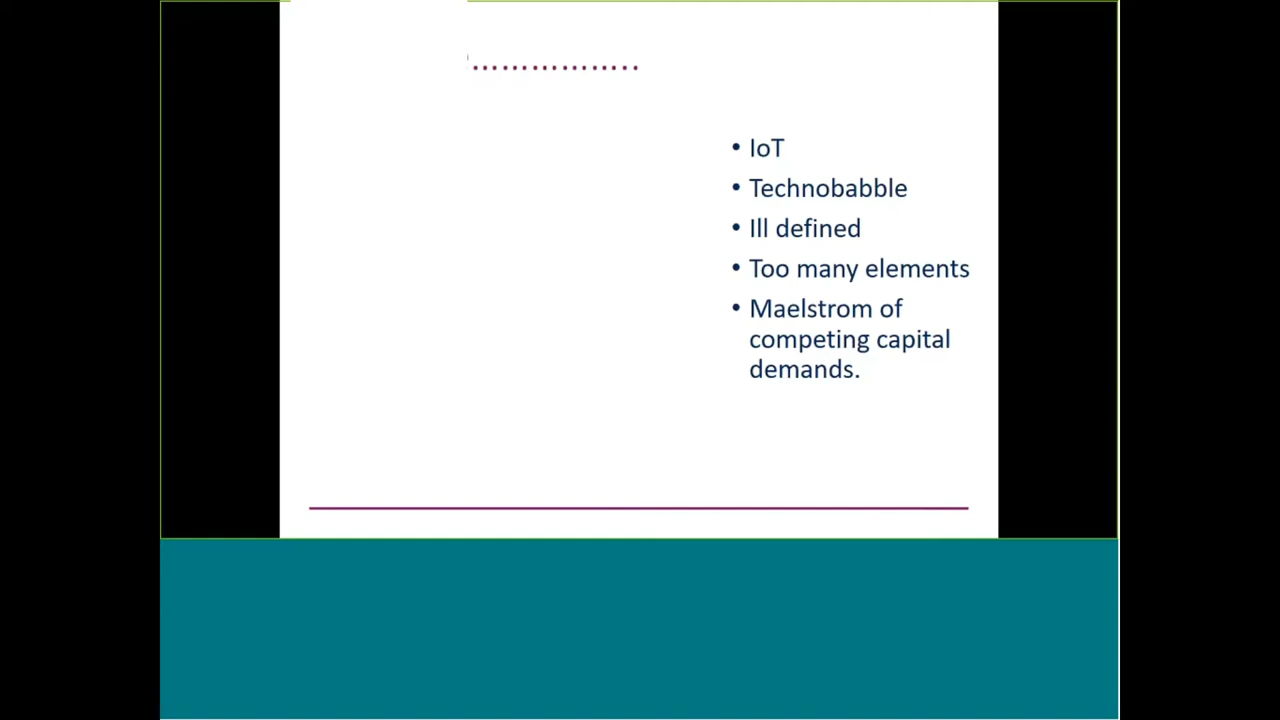 ................
• IoT
• Technobabble
• Ill defined
• Too many elements
• Maelstrom of
competing capital
demands.